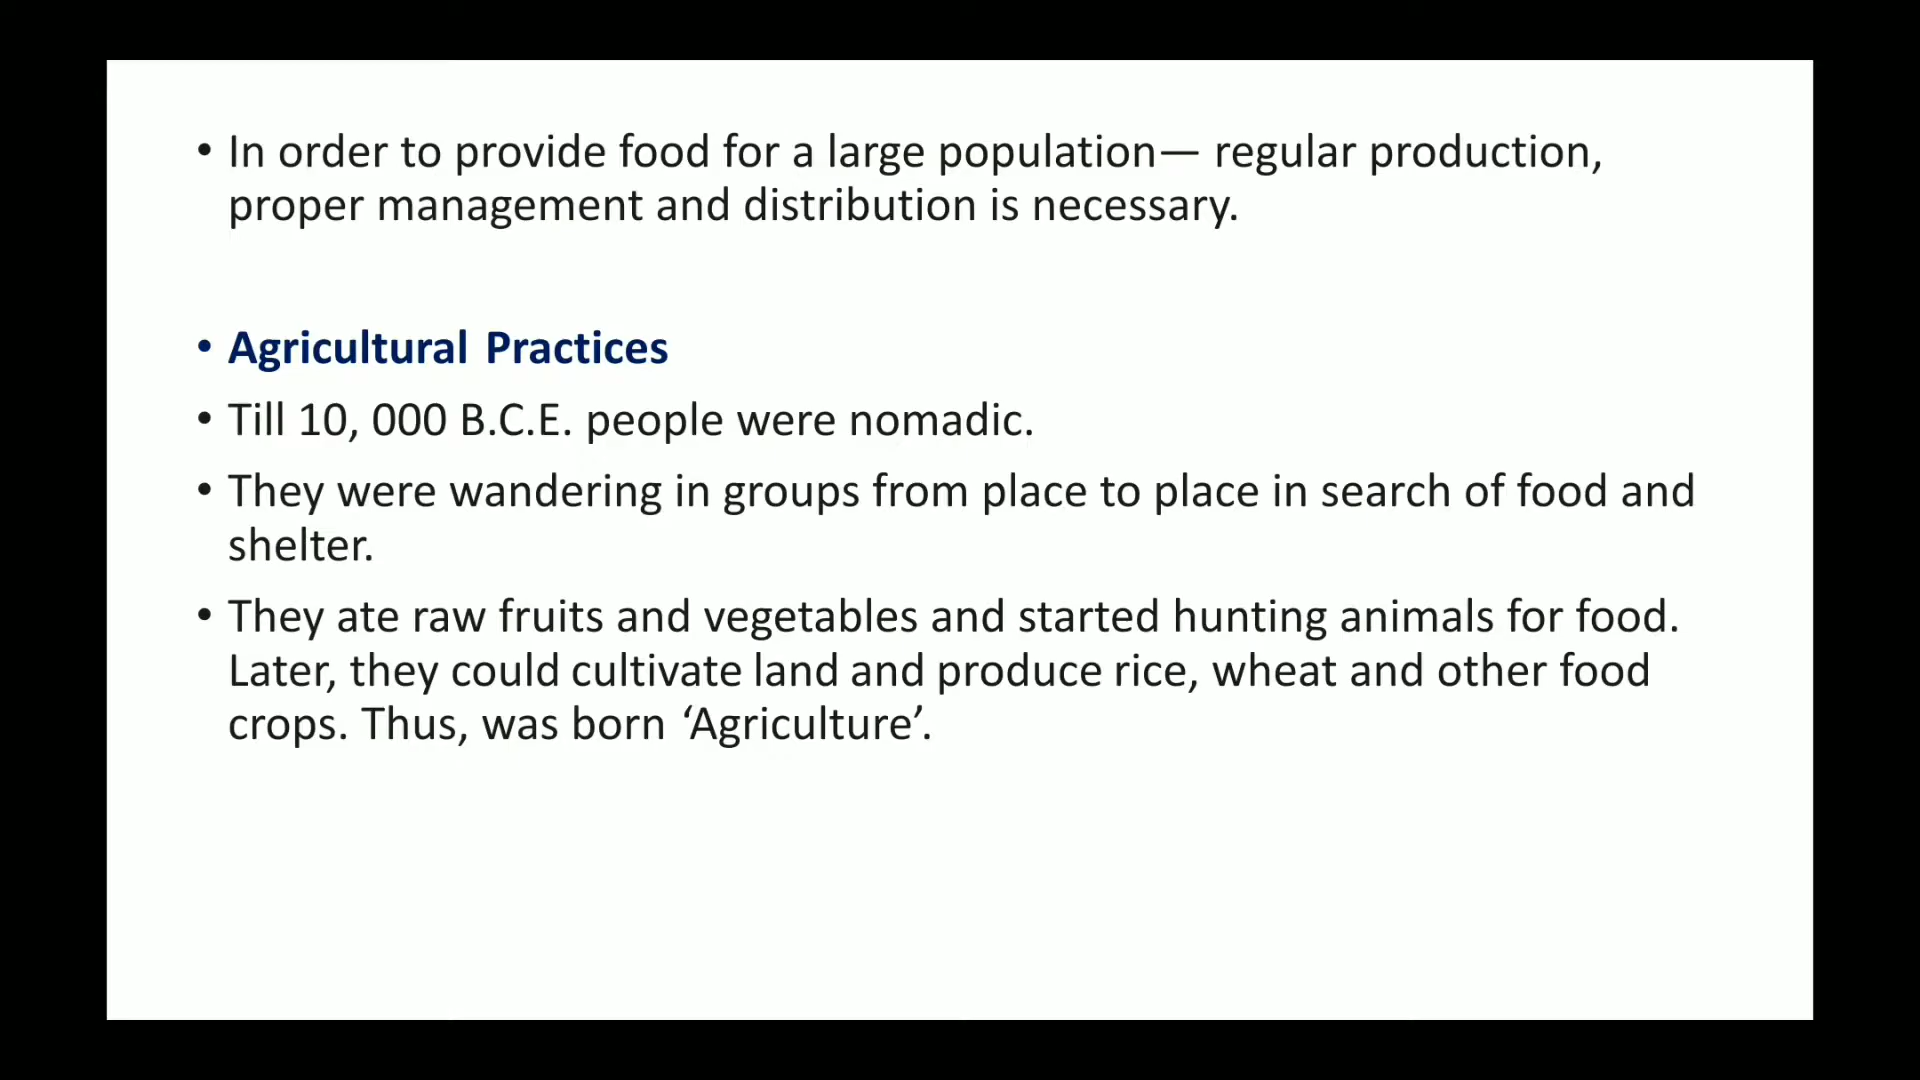 • In order to provide food for a large population— regular production,
proper management and distribution is necessary.
• Agricultural Practices
• Till 10, 000 B.C.E. people were nomadic.
• They were wandering in groups from place to place in search of food and
shelter.
• They ate raw fruits and vegetables and started hunting animals for food.
Later, they could cultivate land and produce rice, wheat and other food
crops. Thus, was born ‘Agriculture’.